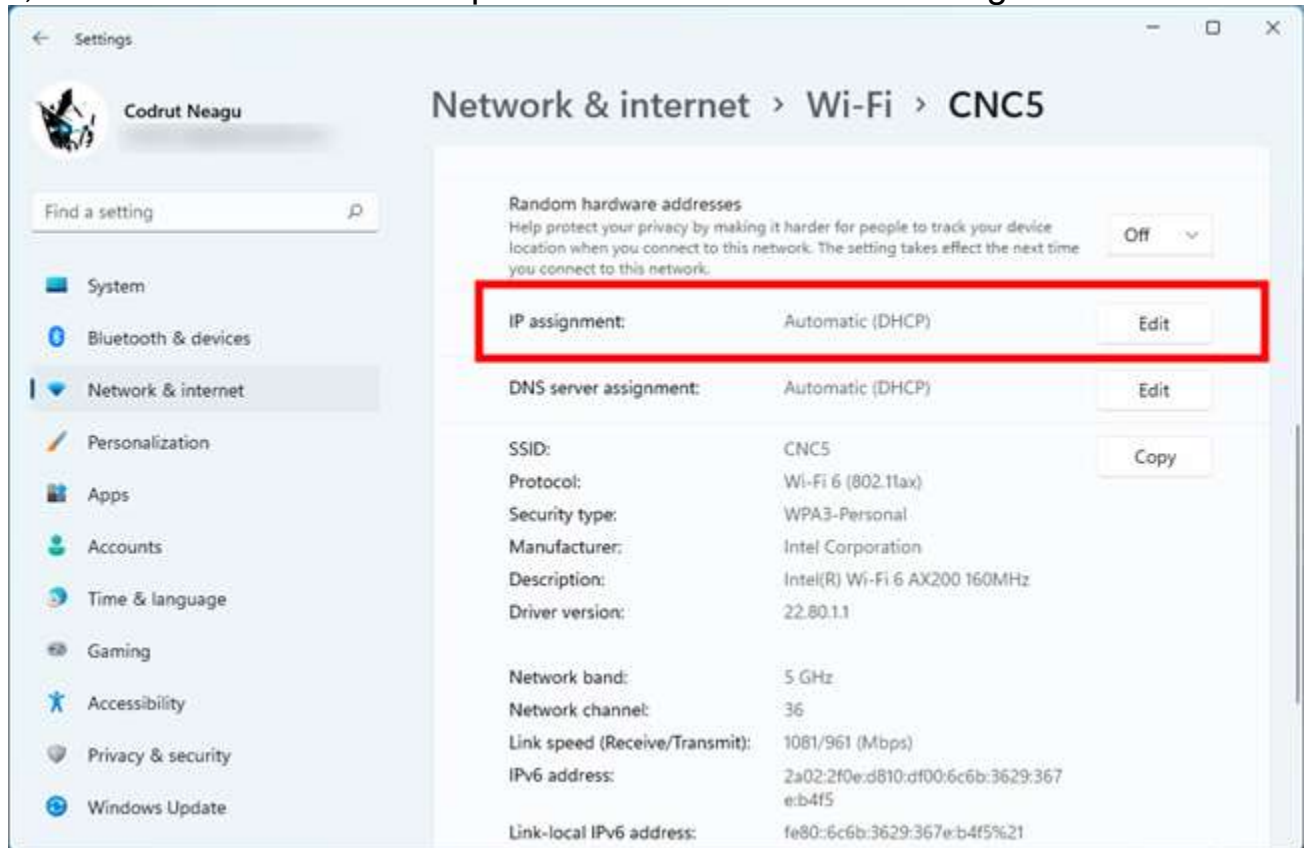 Settings
Codrut Neagu
Find a setting
System
Bluetooth & devices
Network & internet
Personalization
Apps
Accounts
Time & language
Gaming
Accessibility
Privacy & security
Windows Update
Network & internet > Wi-Fi > CNC5
Random hardware addresses
Help protect your privacy by making it harder for people to track your device
location when you connect to this network. The setting takes effect the next time
you connect to this network.
Off
IP assignment: Automatic (DHCP) Edit
DNS server assignment: Automatic (DHCP) Edit
SSID: CNC5 Copy
Protocol: Wi-Fi 6 (802.11ax)
Security type: WPA3-Personal
Manufacturer: Intel Corporation
Description: Intel(R) Wi-Fi 6 AX200 160MHz
Driver version: 22.80.1.1
Network band: 5 GHz
Network channel: 36
Link speed (Receive/Transmit): 1081/961 (Mbps)
IPv6 address: 2a02:2f0e:d810:df00:6c6b:3629:367
e:b4f5
Link-local IPv6 address: fe80::6c6b:3629:367e:b4f5%21